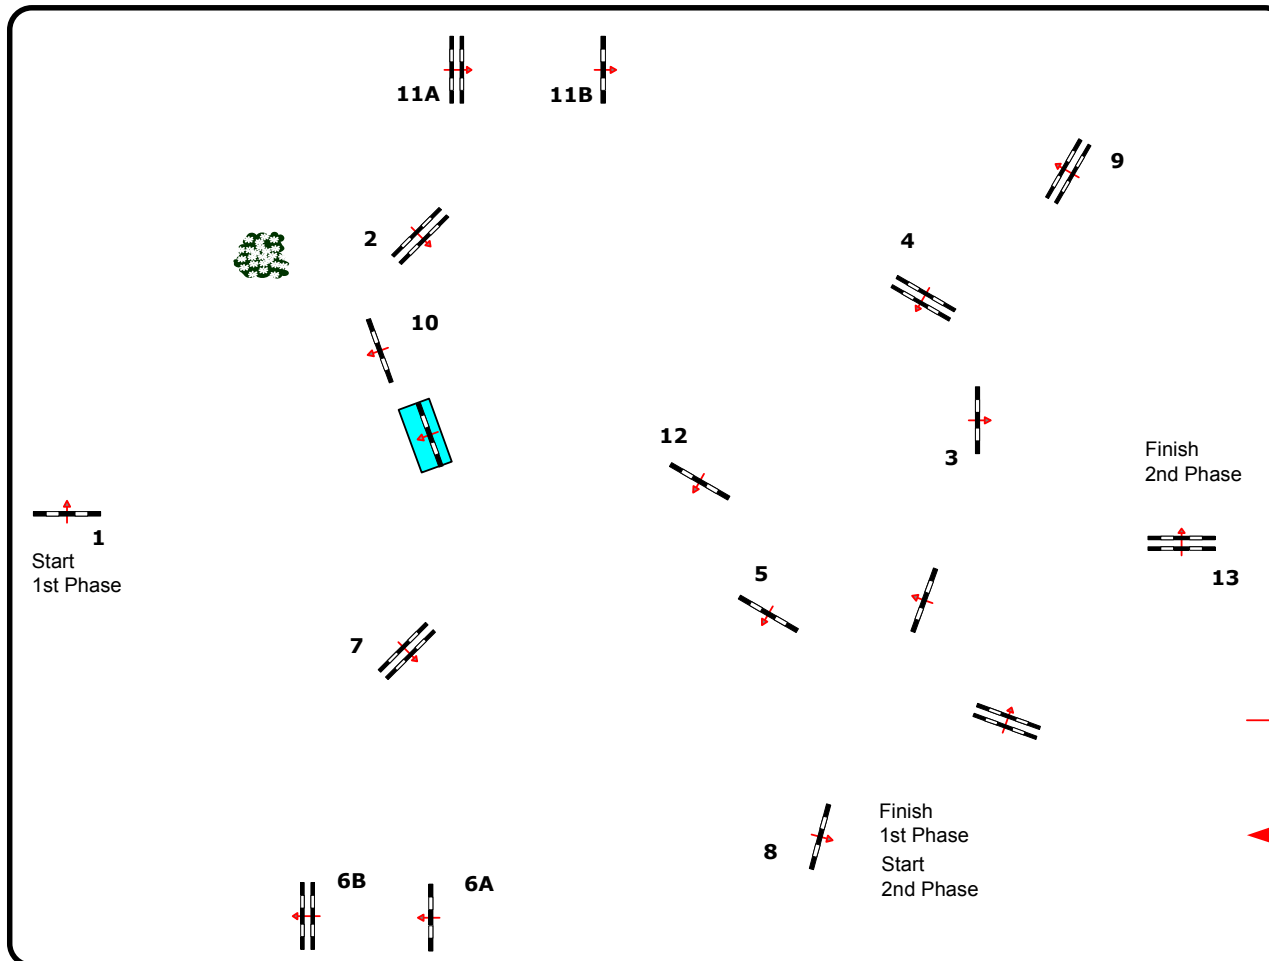 11A
11B
9
2
4
10
12
3
Finish
2nd Phase
1
Start
1st Phase
5
13
7
Finish
1st Phase
8
Start
2nd Phase
6B
6A